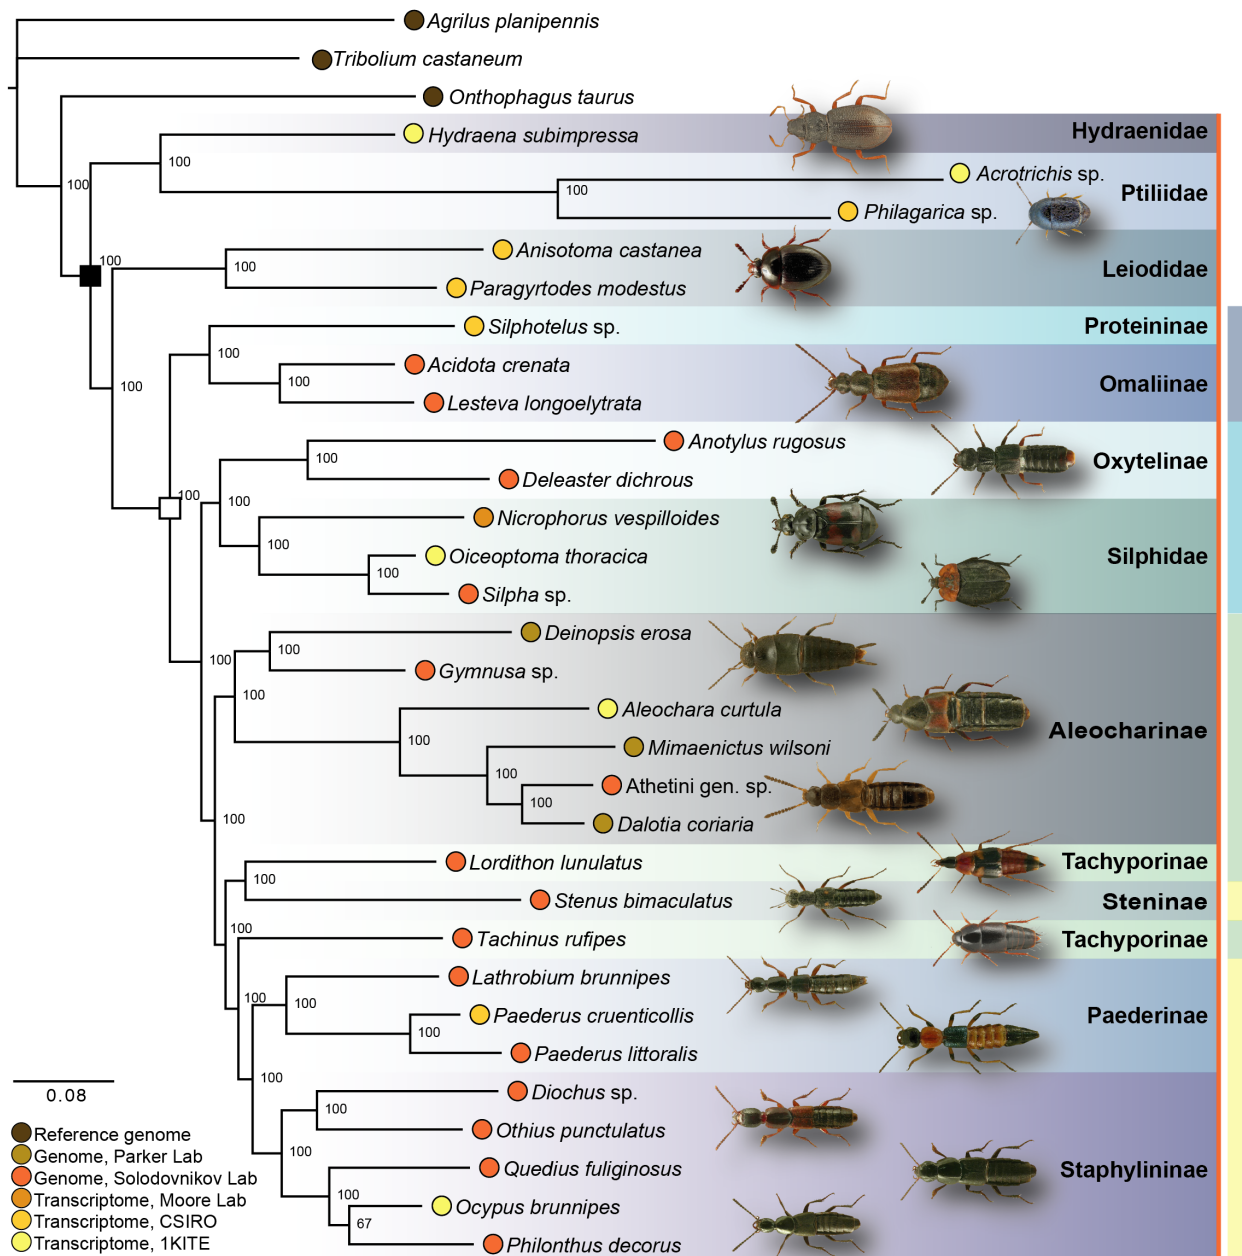 Agrilus planipennis
Tribolium castaneum
Onthophagus taurus
Hydraena subimpressa
Hydraenidae
100
100
Acrotrichis sp.
100
Ptiliidae
Philagarica sp.
100
Anisotoma castanea
100
Leiodidae
Paragyrtodes modestus
Silphotelus sp.
Proteininae
100
Acidota crenata
100
100
Omaliinae
Lesteva longoelytrata
Anotylus rugosus
100
Oxytelinae
Deleaster dichrous
100
100
Nicrophorus vespilloides
100
Oiceoptoma thoracica
Silphidae
100
Silpha sp.
Deinopsis erosa
100
100
Gymnusa sp.
100
Aleochara curtula
Aleocharinae
100
Mimaenictus wilsoni
100
Athetini gen. sp.
100
Dalotia coriaria
100
Lordithon lunulatus
Tachyporinae
100
Stenus bimaculatus
Steninae
100
Tachinus rufipes
Tachyporinae
Lathrobium brunnipes
100
100
Paederus cruenticollis
Paederinae
100
Paederus littoralis
100
Diochus sp.
100
Othius punctulatus
100
Quedius fuliginosus
Staphylininae
100
Ocypus brunnipes
67
Philonthus decorus
0.08
Reference genome
Genome, Parker Lab
Genome, Solodovnikov Lab
Transcriptome, Moore Lab
Transcriptome, CSIRO
Transcriptome, 1KITE